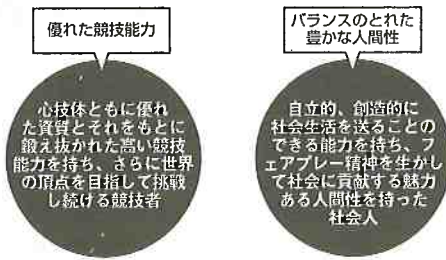 優れた競技能力
心技体ともに優れ
た資質とそれをもとに
鍛え抜かれた高い競技
能力を持ち、さらに世界
の頂点を目指して挑戦
し続ける競技者
バランスのとれた
豊かな人間性
自立的、創造的に
社会生活を送ることの
できる能力を持ち、フ
ェアプレー精神を生かし
て社会に貢献する魅力
ある人間性を持った
社会人